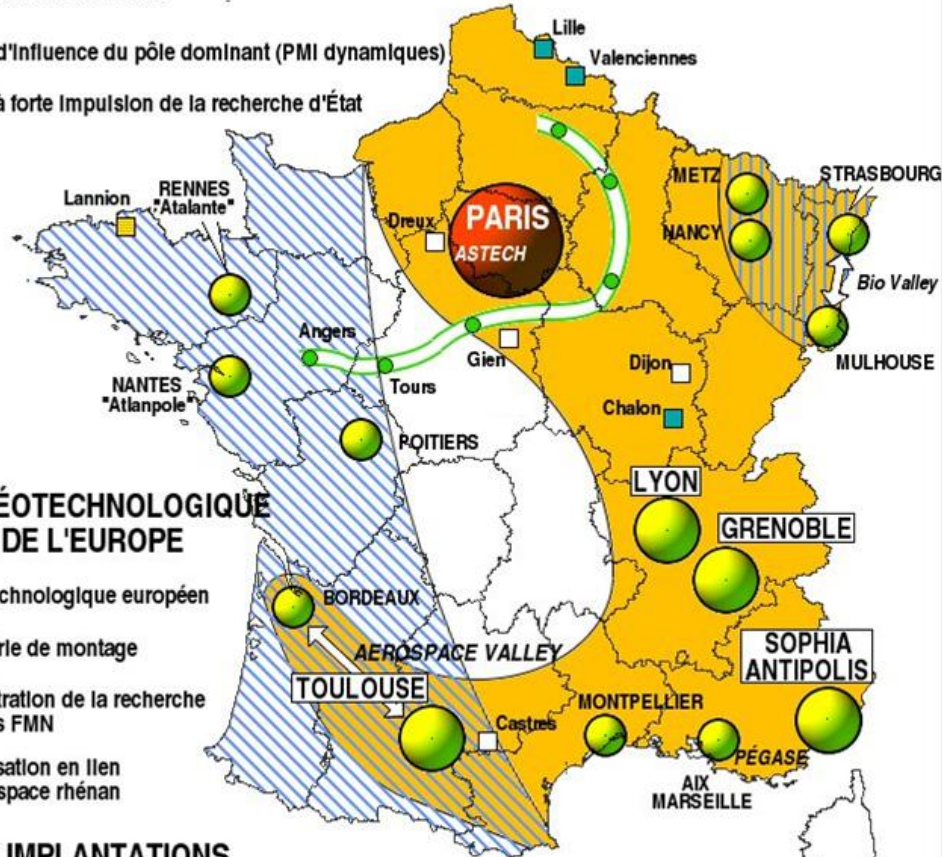 d'influence du pôle dominant (PMI dynamiques)
à forte impulsion de la recherche d'État
Lille
Valenciennes
METZ
STRASBOURG
Lannion
RENNES
"Atalante"
Dreux
PARIS
ASTECH
NANCY
Bio Valley
Angers
Gien
Dijon
MULHOUSE
NANTES
"Atlanpole"
Tours
Chalon
POITIERS
LYON
GRENOBLE
ÉOTECHNOLOGIQUE
DE L'EUROPE
chnologique européen
BORDEAUX
rie de montage
AEROSPACE VALLEY
SOPHIA
ANTIPOLIS
tration de la recherche
s FMN
TOULOUSE
MONTPELLIER
Castres
PÉGASE
sation en lien
space rhénan
AIX
MARSEILLE
IMPLANTATIONS